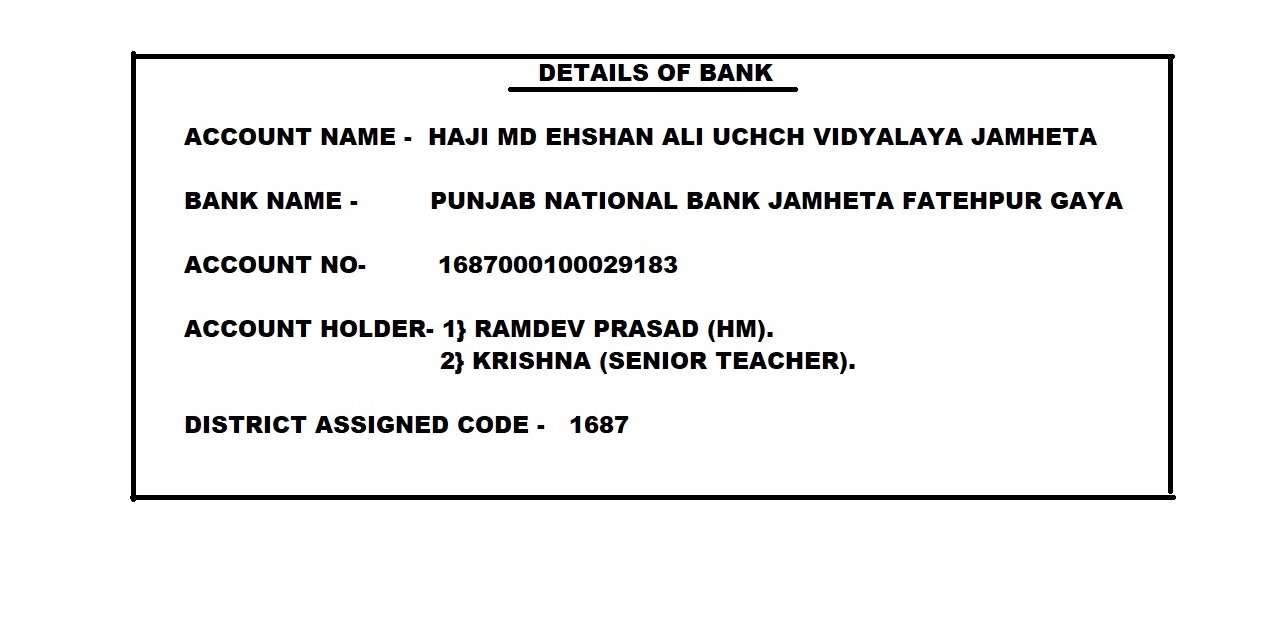 DETAILS OF BANK
ACCOUNT NAME - HAJI MD EHSHAN ALI UCHCH VIDYALAYA JAMHETA
BANK NAME - PUNJAB NATIONAL BANK JAMHETA FATEHPUR GAYA
ACCOUNT NO- 1687000100029183
ACCOUNT HOLDER- 1} RAMDEV PRASAD (HM).
2} KRISHNA (SENIOR TEACHER).
DISTRICT ASSIGNED CODE - 1687